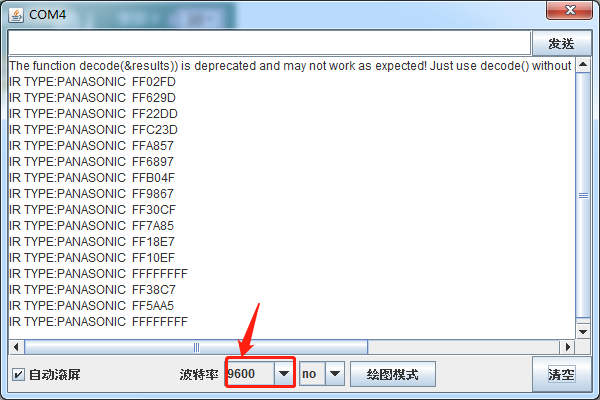 COM4
发送
The function decode(&results)) is deprecated and may not work as expected! Just use decode() without
IR TYPE:PANASONIC  FF02FD
IR TYPE:PANASONIC  FF629D
IR TYPE:PANASONIC  FF22DD
IR TYPE:PANASONIC  FFC23D
IR TYPE:PANASONIC  FFA857
IR TYPE:PANASONIC  FF6897
IR TYPE:PANASONIC  FFB04F
IR TYPE:PANASONIC  FF9867
IR TYPE:PANASONIC  FF30CF
IR TYPE:PANASONIC  FF7A85
IR TYPE:PANASONIC  FF18E7
IR TYPE:PANASONIC  FF10EF
IR TYPE:PANASONIC  FFFFFFFF
IR TYPE:PANASONIC  FF38C7
IR TYPE:PANASONIC  FF5AA5
IR TYPE:PANASONIC  FFFFFFFF
自动滚屏 波特率 9600 no 绘图模式 清空